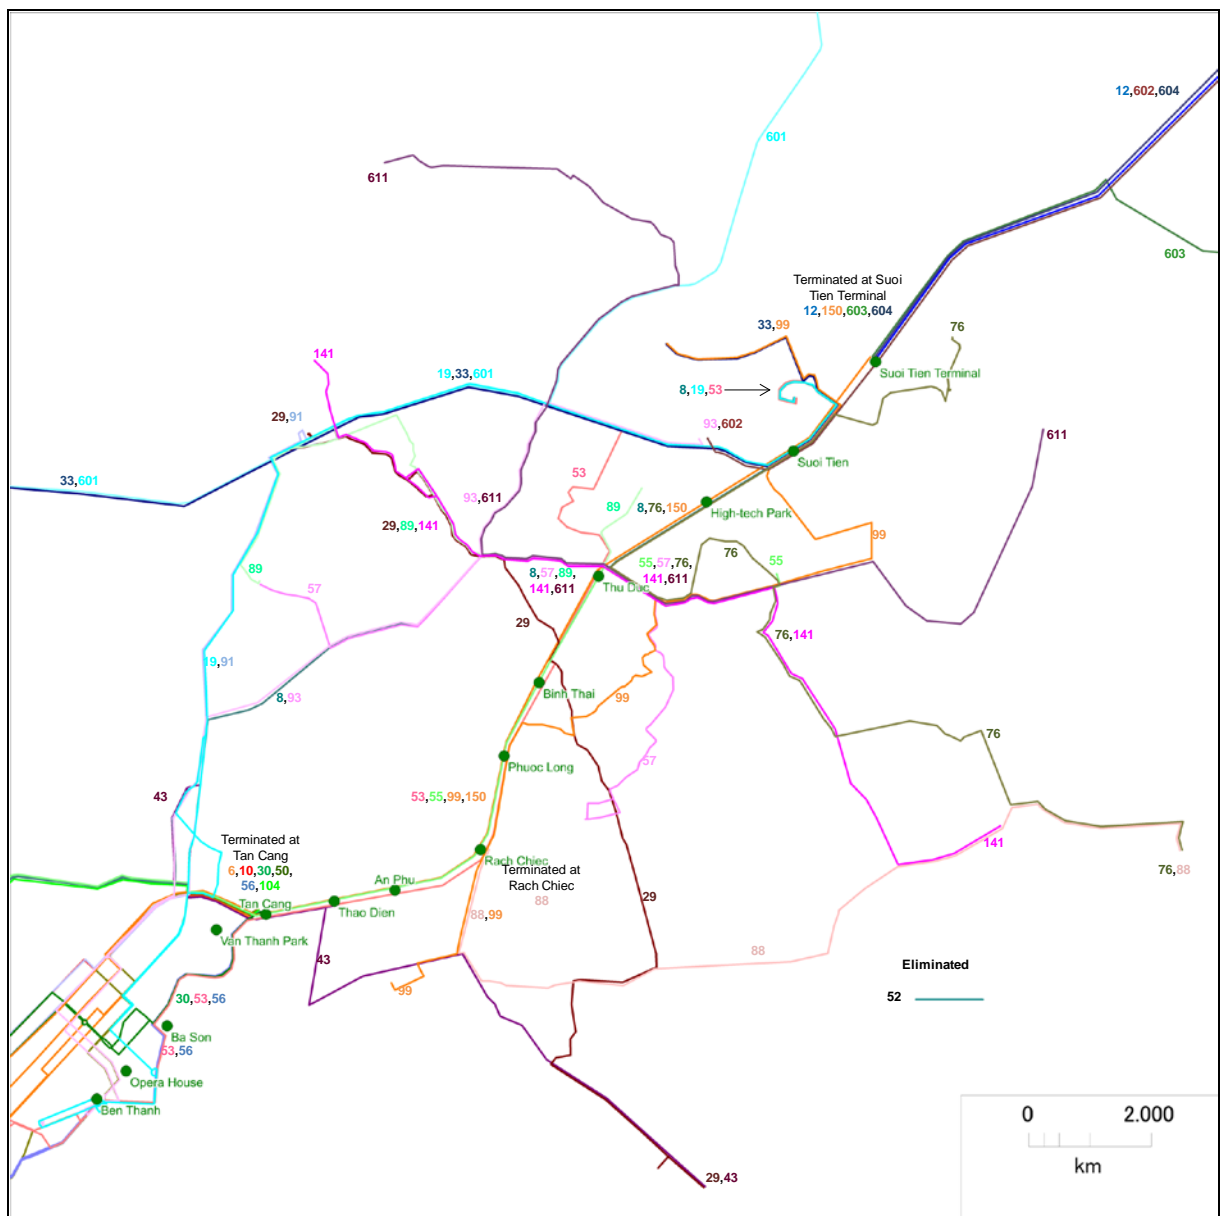 12,602,604
601
611
603
Terminated at Suoi
Tien Terminal
12,150,603,604
33,99
76
141
19,33,601
Suoi Tien Terminal
8,19,53
29,91
93,602
611
Suoi Tien
33,601
53
93,611
89
8,76,150
High-tech Park
29,89,141
99
76
55,57,76,
141,611
55
8,57,89,
141,611
Thu Duc
89
57
29
76,141
19,91
Binh Thai
8,93
99
76
57
Phuoc Long
43
53,55,99,150
Terminated at
Tan Cang
6,10,30,50,
56,104
141
Rach Chiec
Terminated at
Rach Chiec
88
An Phu
76,88
Tan Cang
Thao Dien
29
88,99
Van Thanh Park
88
43
Eliminated
99
52
30,53,56
Ba Son
53,56
Opera House
Ben Thanh
0 2.000
km
29,43